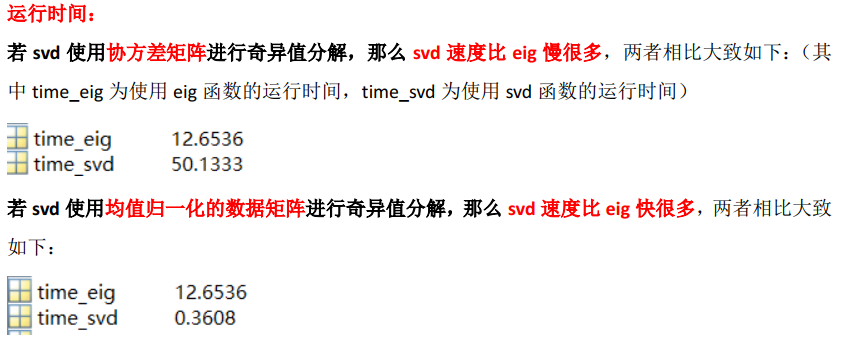 运行时间：
若 svd 使用协方差矩阵进行奇异值分解，那么 svd 速度比 eig 慢很多，两者相比大致如下：（其
中 time_eig 为使用 eig 函数的运行时间，time_svd 为使用 svd 函数的运行时间）
time_eig 12.6536
time_svd 50.1333
若 svd 使用均值归一化的数据矩阵进行奇异值分解，那么 svd 速度比 eig 快很多，两者相比大致
如下：
time_eig 12.6536
time_svd 0.3608